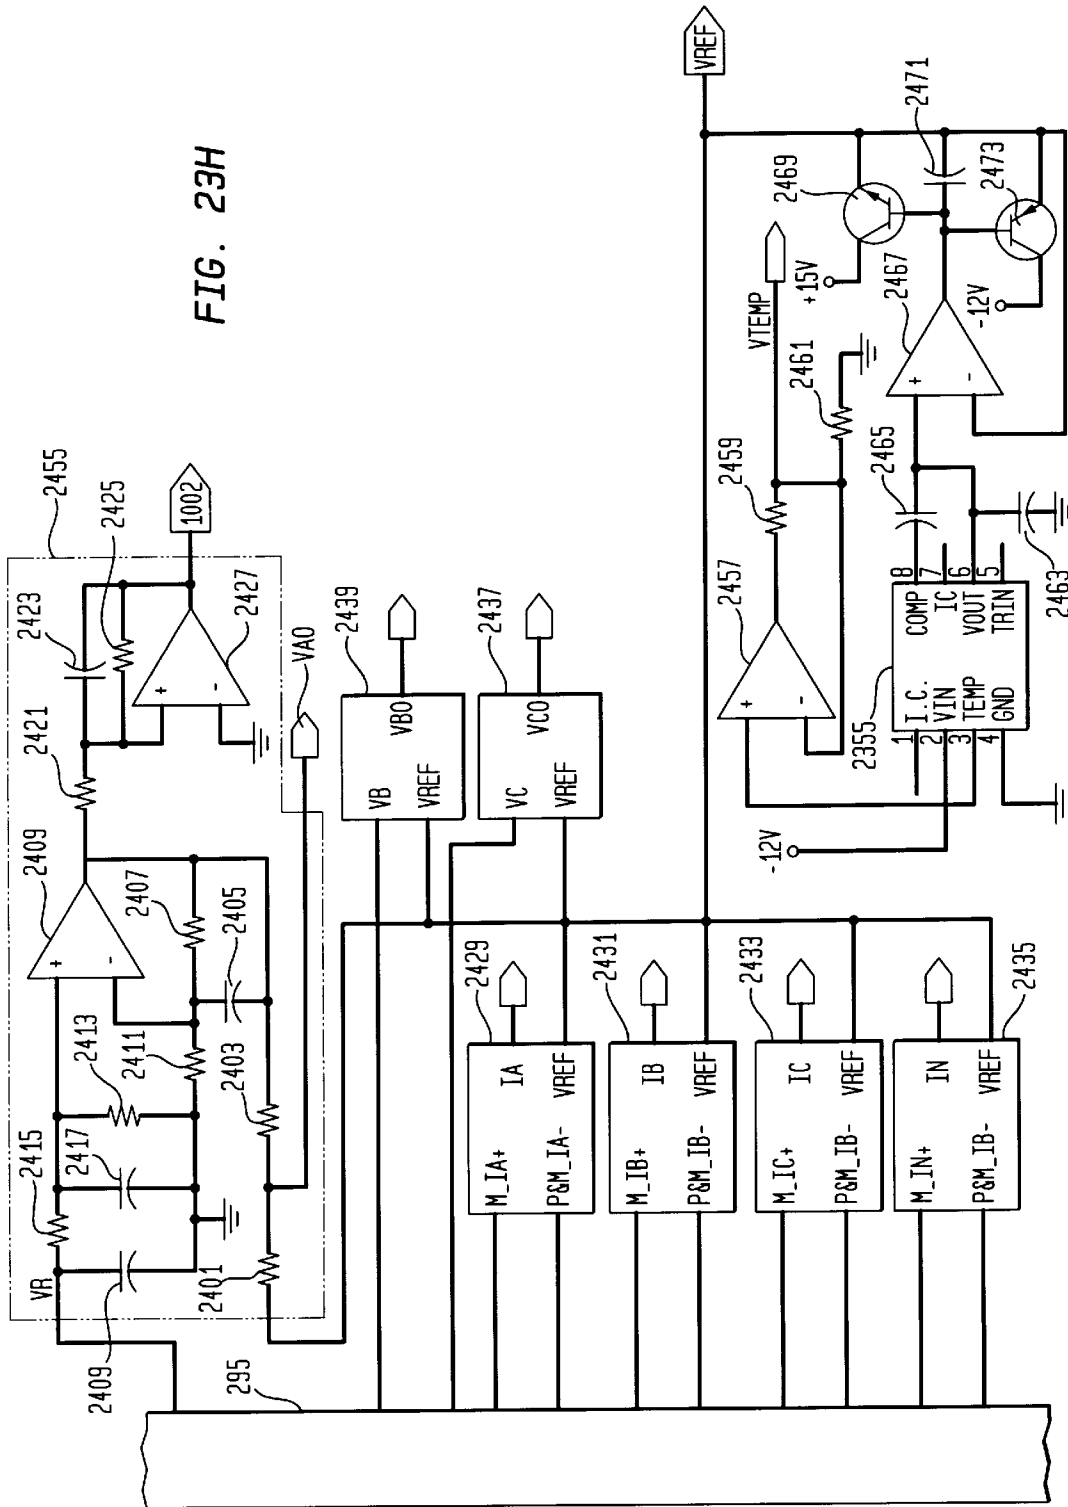 FIG. 23H
2455
2423
2425
1002
2421
2427
2409
VA0
2407
2405
2413
2411
2403
2415
2417
VR
2401
2409
295
2439
VB
VBO
VREF
2437
VC
VCO
VREF
2429
M_IA+
IA
P&M_IA-
VREF
2431
M_IB+
IB
P&M_IB-
VREF
2433
M_IC+
IC
P&M_IB-
VREF
2435
M_IN+
IN
P&M_IB-
VREF
VREF
2469
2471
2473
+15V
-12V
2467
+
-
VTEMP
2461
2459
2457
+
-
2465
2463
2355
1
I.C.
COMP
8
2
VIN
IC
7
3
TEMP
VOUT
6
4
GND
TRIN
5
-12V
+
-
+
-